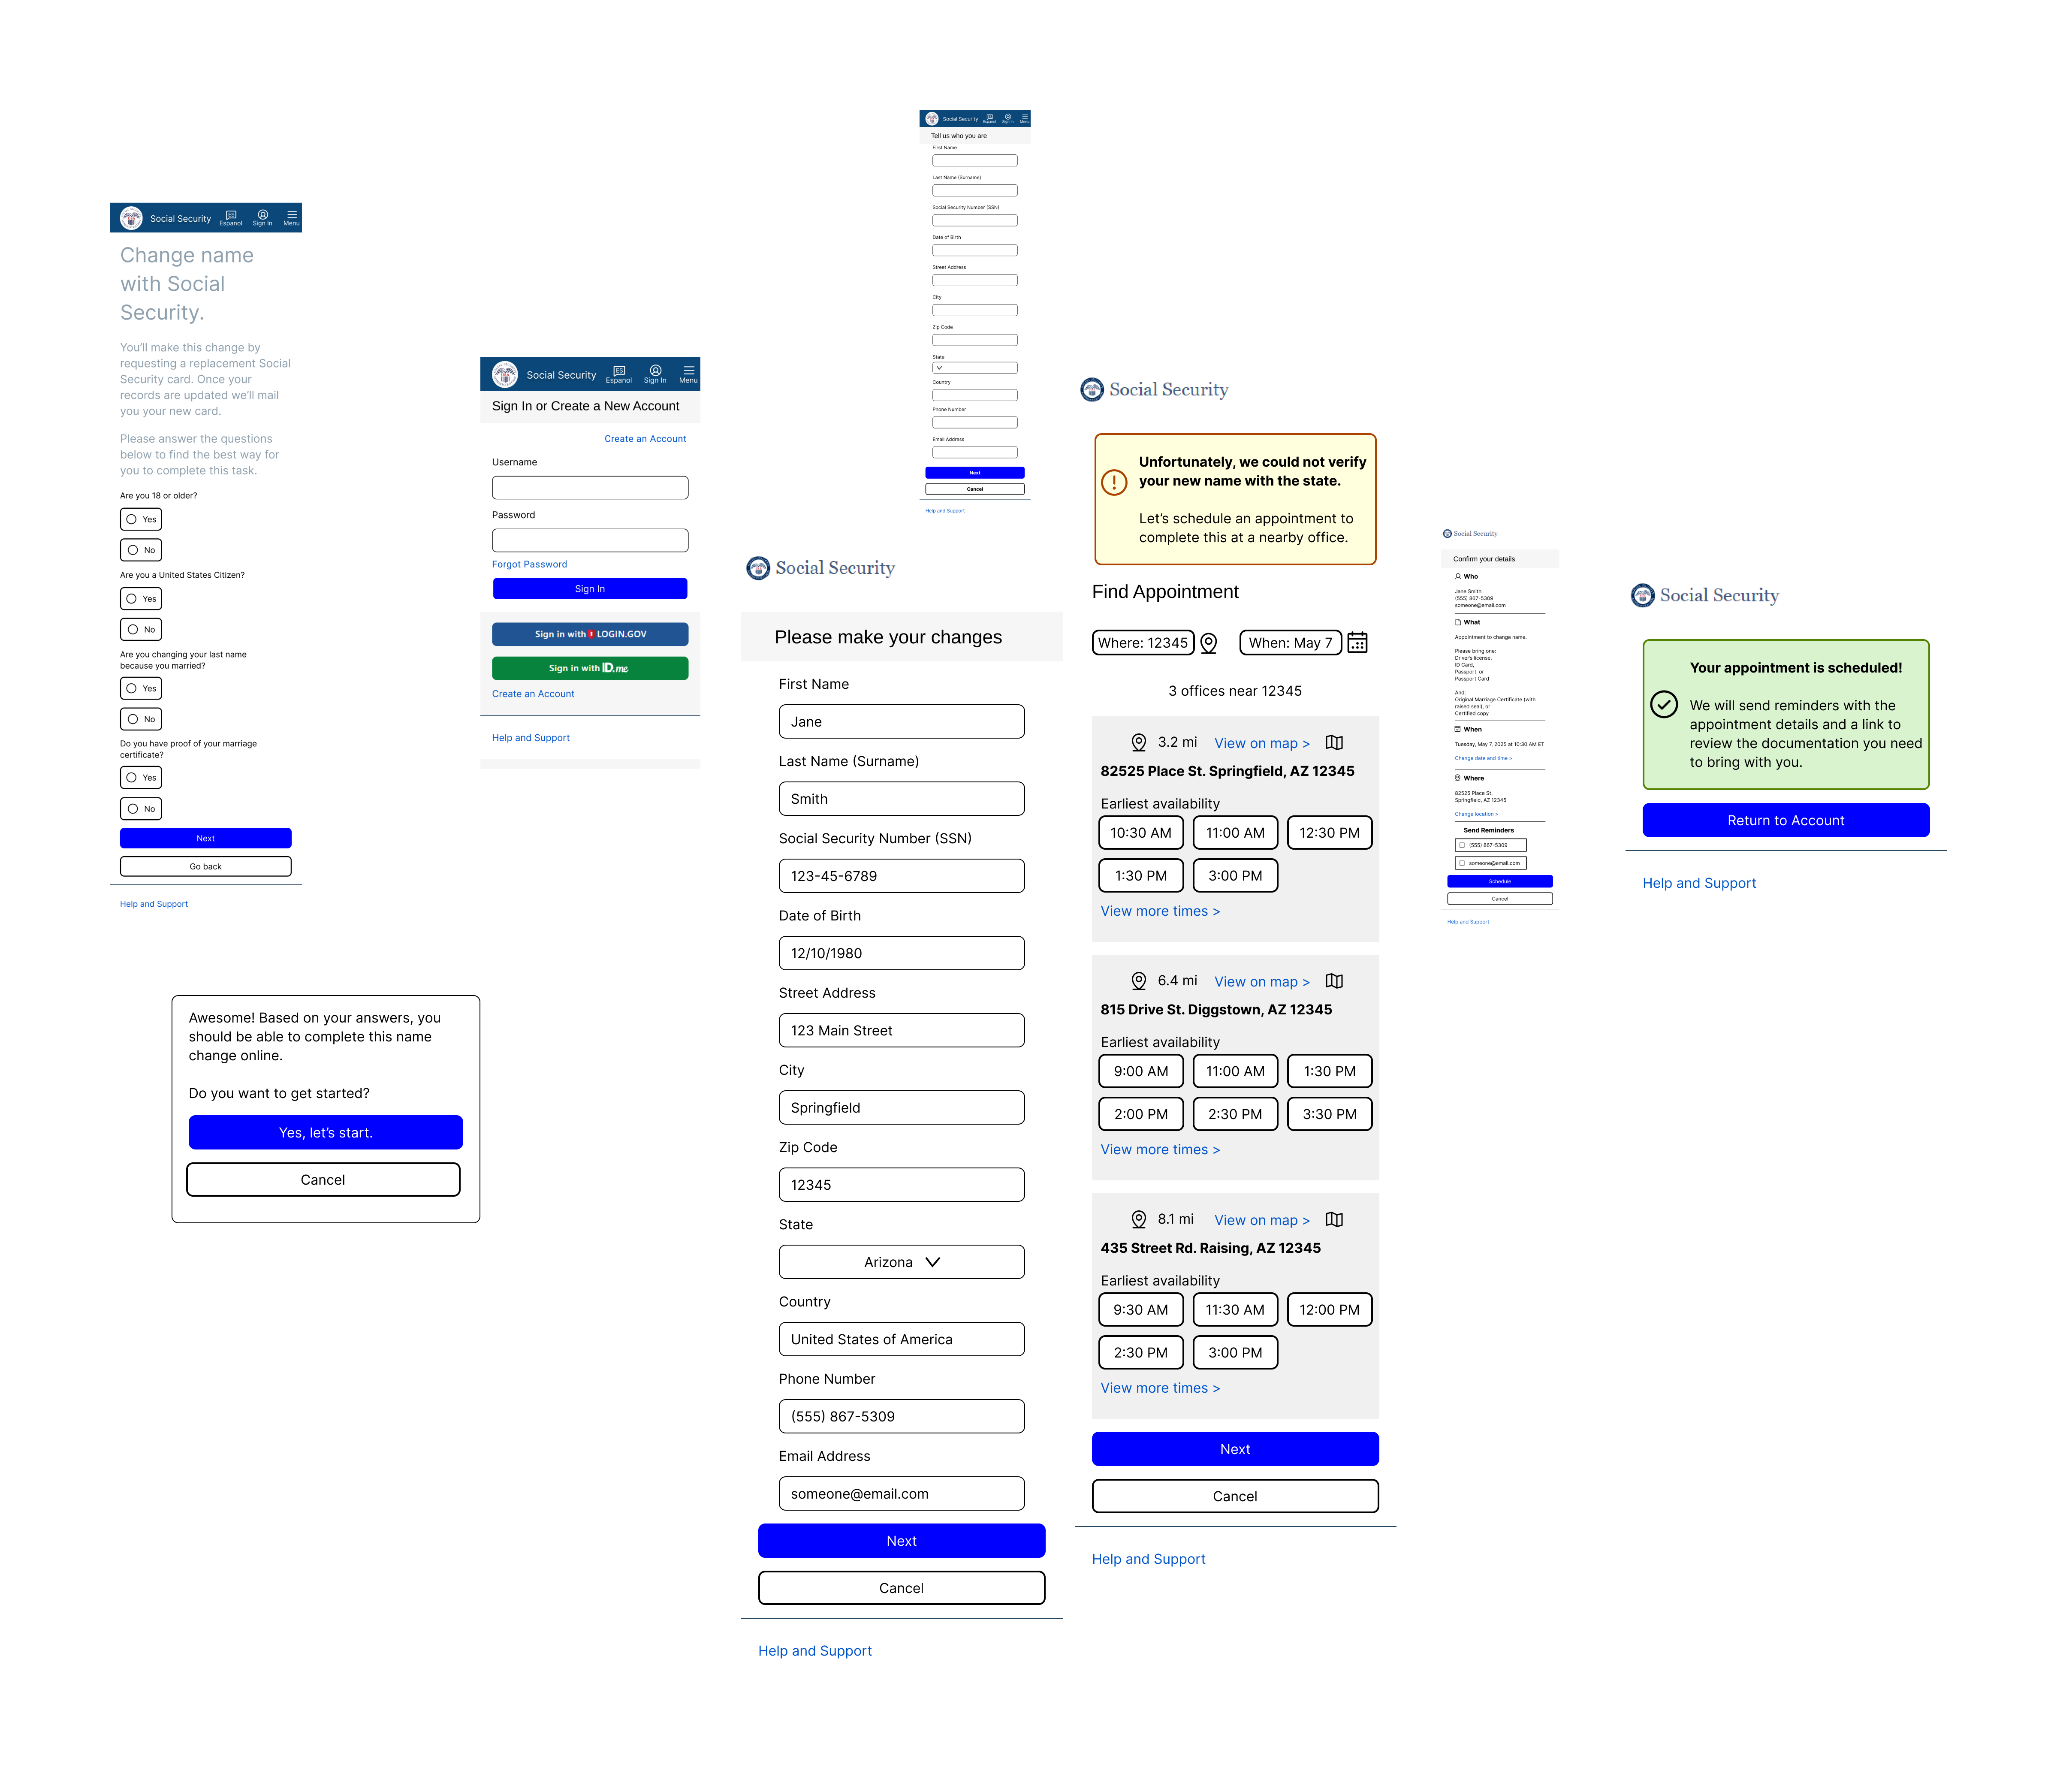 Social Security
Espanol
Sign In
Menu
Change name
with Social
Security.
You'll make this change by
requesting a replacement Social
Security card. Once your
records are updated we'll mail
you your new card.
Please answer the questions
below to find the best way for
you to complete this task.
Are you 18 or older?
Yes
No
Are you a United States Citizen?
Yes
No
Are you changing your last name
because you married?
Yes
No
Do you have proof of your marriage
certificate?
Yes
No
Next
Go back
Help and Support
Awesome! Based on your answers, you
should be able to complete this name
change online.
Do you want to get started?
Yes, let's start.
Cancel
Social Security
ES
Espanol
Sign In
Menu
Sign In or Create a New Account
Create an Account
Username
Password
Forgot Password
Sign In
Sign in with LOGIN.GOV
Sign in with ID.me
Create an Account
Help and Support
Social Security
Espanol
Sign In
Menu
Tell us who you are
First Name
Last Name (Surname)
Social Security Number (SSN)
Date of Birth
Street Address
City
Zip Code
State
Country
Phone Number
Email Address
Next
Cancel
Help and Support
Social Security
Please make your changes
First Name
Jane
Last Name (Surname)
Smith
Social Security Number (SSN)
123-45-6789
Date of Birth
12/10/1980
Street Address
123 Main Street
City
Springfield
Zip Code
12345
State
Arizona
Country
United States of America
Phone Number
(555) 867-5309
Email Address
someone@email.com
Next
Cancel
Help and Support
Social Security
Unfortunately, we could not verify
your new name with the state.
Let's schedule an appointment to
complete this at a nearby office.
Find Appointment
Where: 12345
When: May 7
3 offices near 12345
3.2 mi View on map >
82525 Place St. Springfield, AZ 12345
Earliest availability
10:30 AM 11:00 AM 12:30 PM
1:30 PM 3:00 PM
View more times >
6.4 mi View on map >
815 Drive St. Diggstown, AZ 12345
Earliest availability
9:00 AM 11:00 AM 1:30 PM
2:00 PM 2:30 PM 3:30 PM
View more times >
8.1 mi View on map >
435 Street Rd. Raising, AZ 12345
Earliest availability
9:30 AM 11:30 AM 12:00 PM
2:30 PM 3:00 PM
View more times >
Next
Cancel
Help and Support
Social Security
Confirm your details
Who
Jane Smith
(555) 867-5309
someone@email.com
What
Appointment to change name.
Please bring one:
Driver's license,
ID Card,
Passport, or
Passport Card
And:
Original Marriage Certificate (with
raised seal), or
Certified copy
When
Tuesday, May 7, 2025 at 10:30 AM ET
Change date and time >
Where
82525 Place St.
Springfield, AZ 12345
Change location >
Send Reminders
(555) 867-5309
someone@email.com
Schedule
Cancel
Help and Support
Social Security
Your appointment is scheduled!
We will send reminders with the
appointment details and a link to
review the documentation you need
to bring with you.
Return to Account
Help and Support